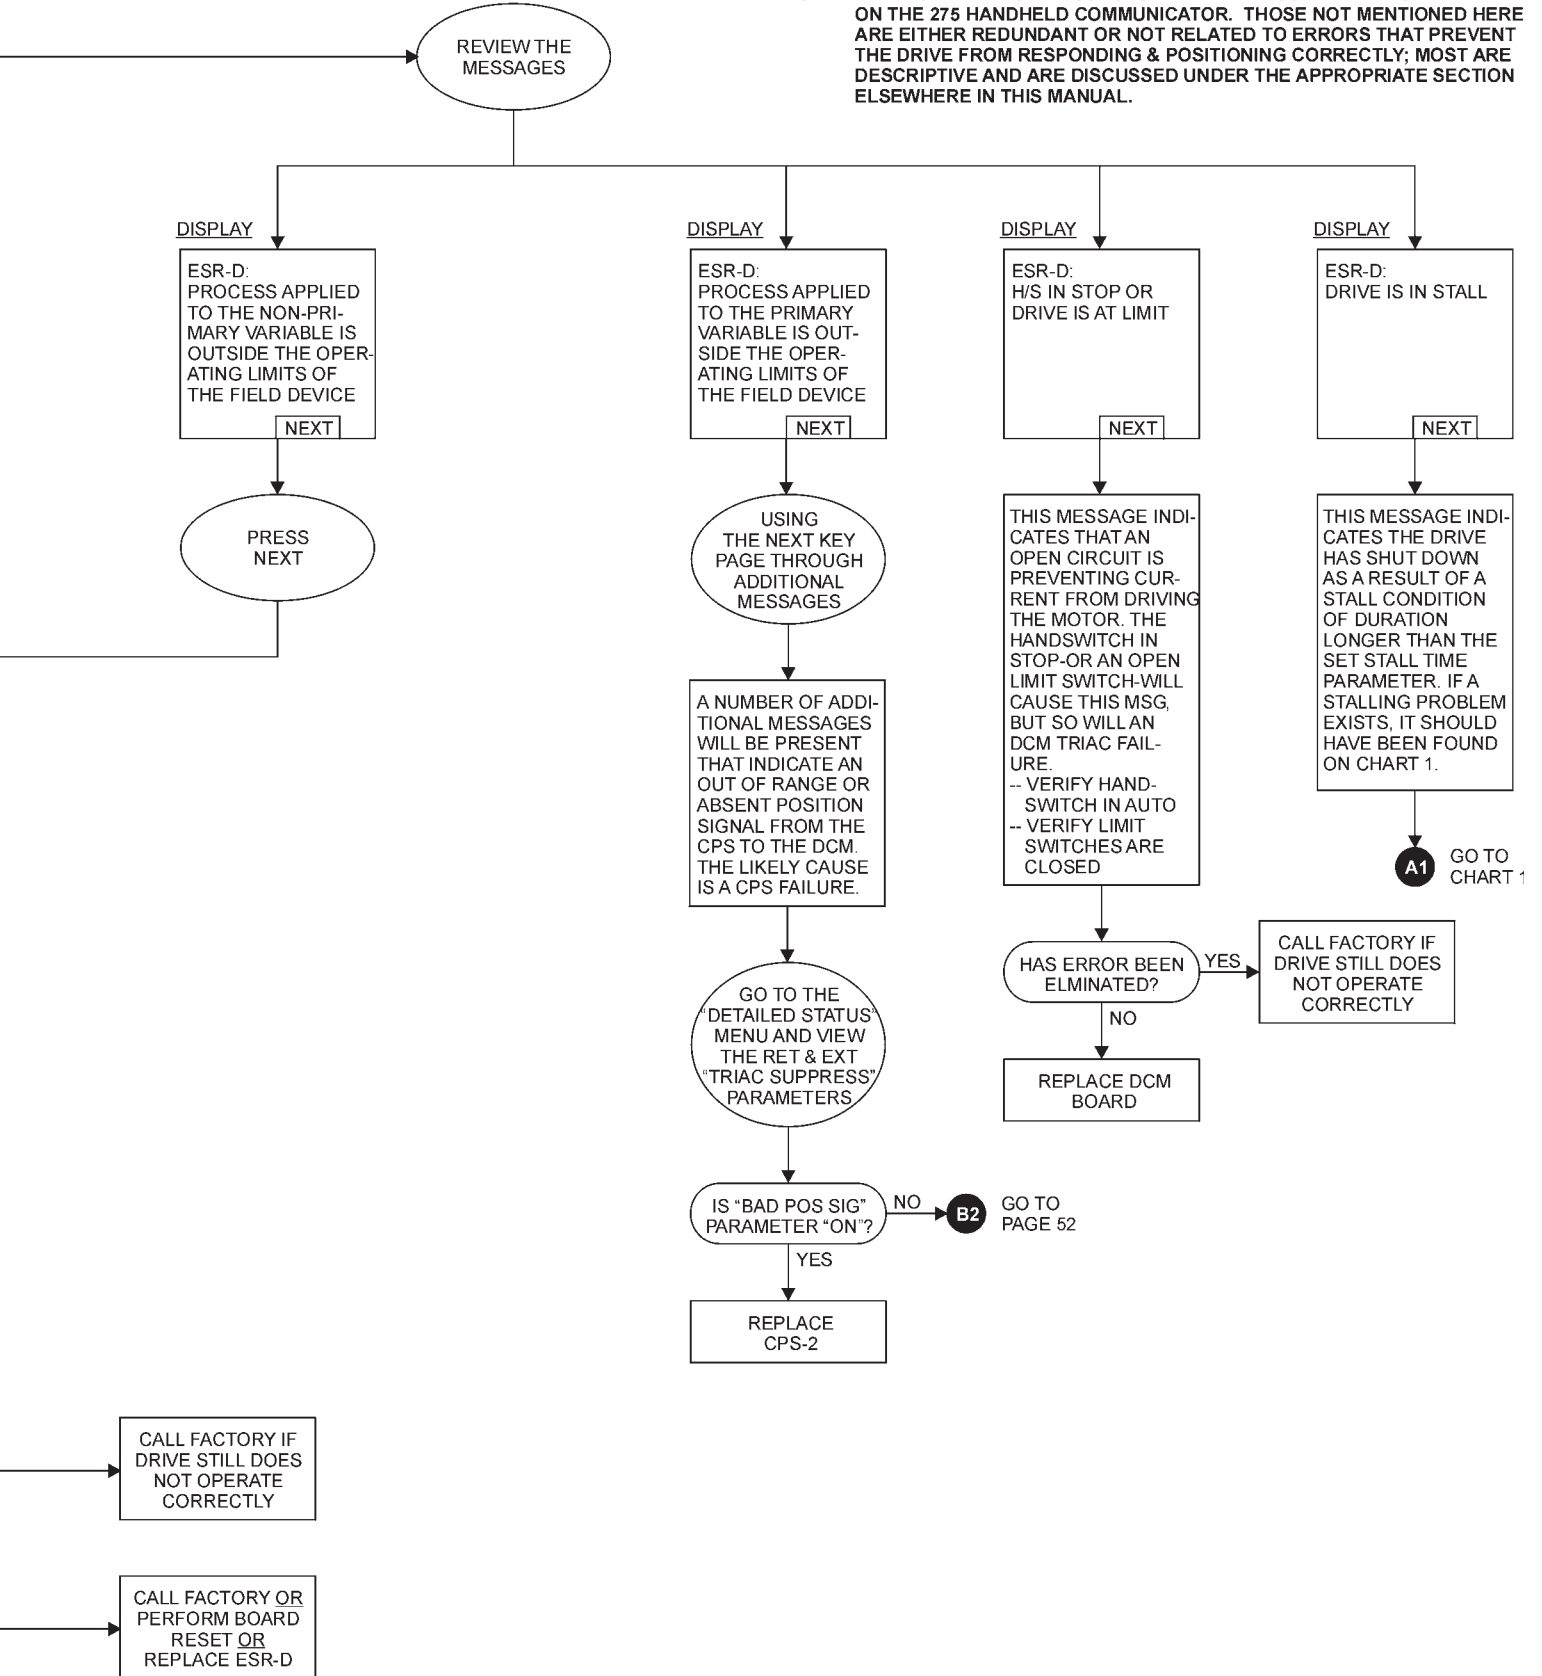 ON THE 275 HANDHELD COMMUNICATOR. THOSE NOT MENTIONED HERE
ARE EITHER REDUNDANT OR NOT RELATED TO ERRORS THAT PREVENT
THE DRIVE FROM RESPONDING & POSITIONING CORRECTLY; MOST ARE
DESCRIPTIVE AND ARE DISCUSSED UNDER THE APPROPRIATE SECTION
ELSEWHERE IN THIS MANUAL.
REVIEW THE
MESSAGES
DISPLAY
ESR-D:
PROCESS APPLIED
TO THE NON-PRI-
MARY VARIABLE IS
OUTSIDE THE OPER-
ATING LIMITS OF
THE FIELD DEVICE
NEXT
PRESS
NEXT
DISPLAY
ESR-D:
PROCESS APPLIED
TO THE PRIMARY
VARIABLE IS OUT-
SIDE THE OPER-
ATING LIMITS OF
THE FIELD DEVICE
NEXT
USING
THE NEXT KEY
PAGE THROUGH
ADDITIONAL
MESSAGES
A NUMBER OF ADDI-
TIONAL MESSAGES
WILL BE PRESENT
THAT INDICATE AN
OUT OF RANGE OR
ABSENT POSITION
SIGNAL FROM THE
CPS TO THE DCM.
THE LIKELY CAUSE
IS A CPS FAILURE.
GO TO THE
"DETAILED STATUS"
MENU AND VIEW
THE RET & EXT
"TRIAC SUPPRESS"
PARAMETERS
IS "BAD POS SIG"
PARAMETER "ON"?
NO
B2
GO TO
PAGE 52
YES
REPLACE
CPS-2
DISPLAY
ESR-D:
H/S IN STOP OR
DRIVE IS AT LIMIT
NEXT
THIS MESSAGE INDI-
CATES THAT AN
OPEN CIRCUIT IS
PREVENTING CUR-
RENT FROM DRIVING
THE MOTOR. THE
HANDSWITCH IN
STOP-OR AN OPEN
LIMIT SWITCH-WILL
CAUSE THIS MSG,
BUT SO WILL AN
DCM TRIAC FAIL-
URE.
-- VERIFY HAND-
SWITCH IN AUTO
-- VERIFY LIMIT
SWITCHES ARE
CLOSED
HAS ERROR BEEN
ELMINATED?
YES
CALL FACTORY IF
DRIVE STILL DOES
NOT OPERATE
CORRECTLY
NO
REPLACE DCM
BOARD
DISPLAY
ESR-D:
DRIVE IS IN STALL
NEXT
THIS MESSAGE INDI-
CATES THE DRIVE
HAS SHUT DOWN
AS A RESULT OF A
STALL CONDITION
OF DURATION
LONGER THAN THE
SET STALL TIME
PARAMETER. IF A
STALLING PROBLEM
EXISTS, IT SHOULD
HAVE BEEN FOUND
ON CHART 1.
A1
GO TO
CHART 1
CALL FACTORY IF
DRIVE STILL DOES
NOT OPERATE
CORRECTLY
CALL FACTORY OR
PERFORM BOARD
RESET OR
REPLACE ESR-D